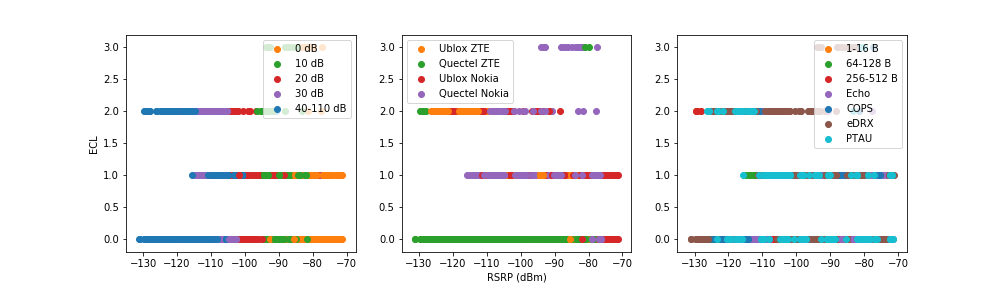 3.0
2.5
2.0
1.5
1.0
0.5
0.0
ECL
−130 −120 −110 −100 −90 −80 −70
0 dB
10 dB
20 dB
30 dB
40-110 dB
3.0
2.5
2.0
1.5
1.0
0.5
0.0
−130 −120 −110 −100 −90 −80 −70
RSRP (dBm)
Ublox ZTE
Quectel ZTE
Ublox Nokia
Quectel Nokia
3.0
2.5
2.0
1.5
1.0
0.5
0.0
−130 −120 −110 −100 −90 −80 −70
1-16 B
64-128 B
256-512 B
Echo
COPS
eDRX
PTAU